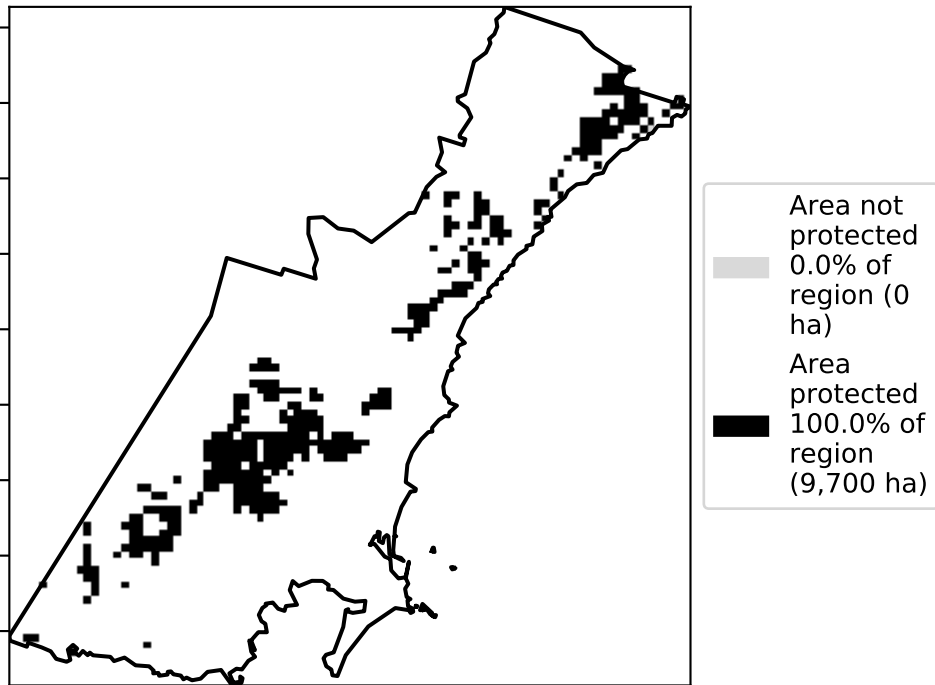 Area not
protected
0.0% of
region (0
ha)
Area
protected
100.0% of
region
(9,700 ha)